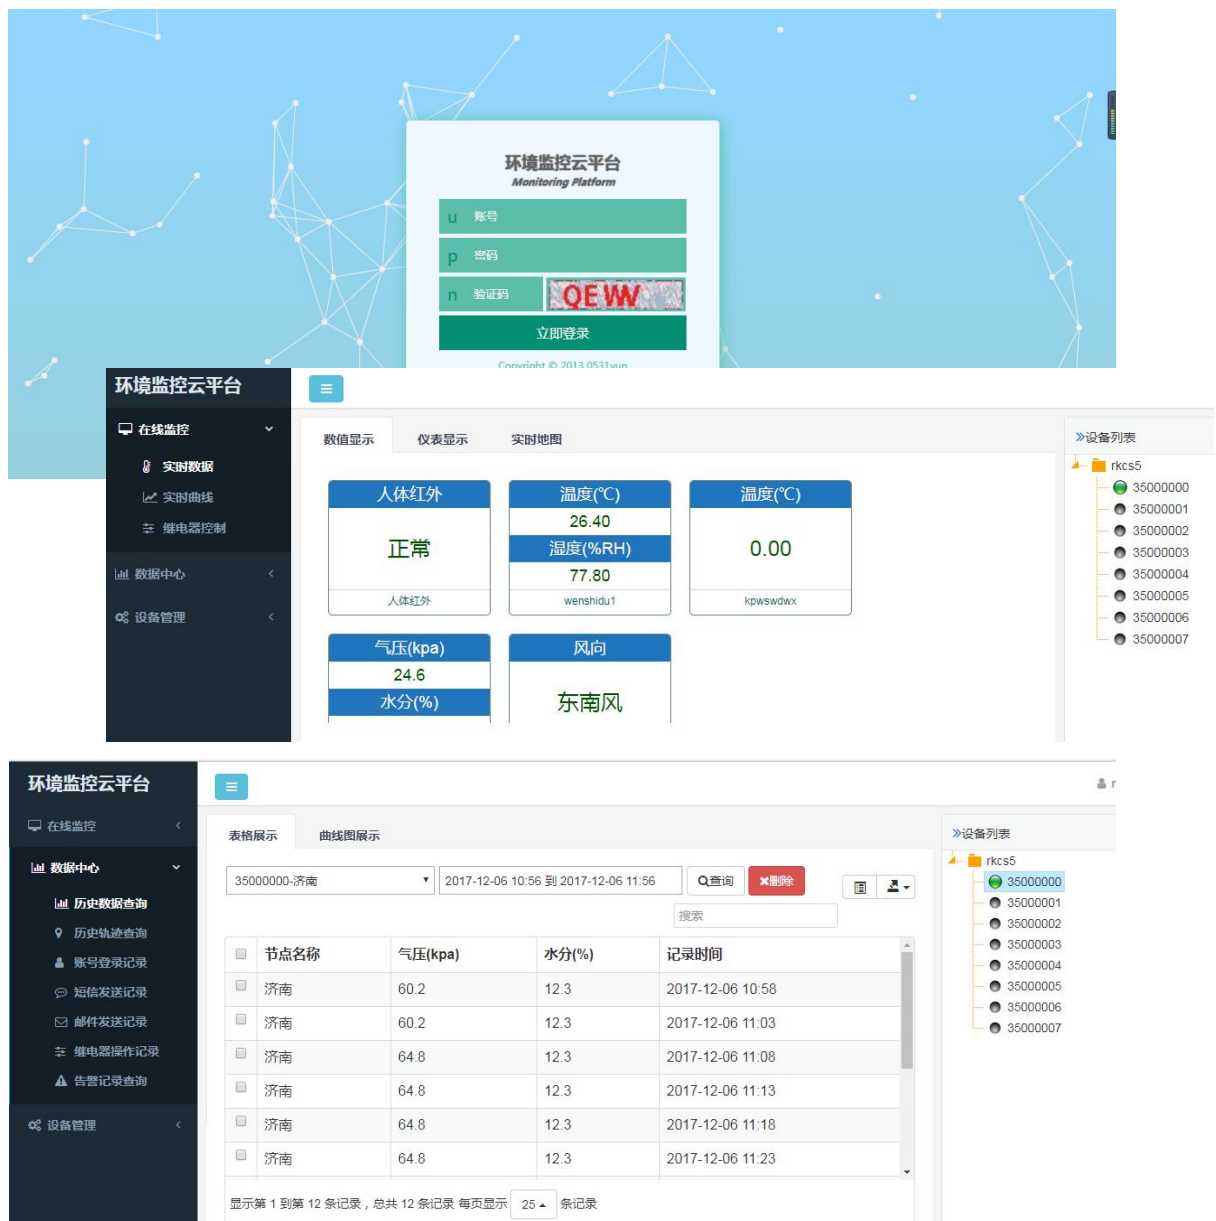 环境监控云平台
Monitoring Platform
u 账号
p 密码
n 验证码 QEW
立即登录
Copyright © 2013 0531yun
环境监控云平台
在线监控
实时数据
实时曲线
继电器控制
数据中心
设备管理
数值显示 仪表显示 实时地图
人体红外
正常
人体红外
温度(℃)
26.40
湿度(%RH)
77.80
wenshidu1
温度(℃)
0.00
kpwswdwx
气压(kpa)
24.6
水分(%)
风向
东南风
»设备列表
rkcs5
35000000
35000001
35000002
35000003
35000004
35000005
35000006
35000007
环境监控云平台
在线监控
数据中心
历史数据查询
历史轨迹查询
账号登录记录
短信发送记录
邮件发送记录
继电器操作记录
告警记录查询
设备管理
表格展示 曲线图展示
35000000-济南 2017-12-06 10:56 到 2017-12-06 11:56 查询 删除
搜索
节点名称 气压(kpa) 水分(%) 记录时间
济南 60.2 12.3 2017-12-06 10:58
济南 60.2 12.3 2017-12-06 11:03
济南 64.8 12.3 2017-12-06 11:08
济南 64.8 12.3 2017-12-06 11:13
济南 64.8 12.3 2017-12-06 11:18
济南 64.8 12.3 2017-12-06 11:23
显示第 1 到第 12 条记录，总共 12 条记录 每页显示 25 条记录
»设备列表
rkcs5
35000000
35000001
35000002
35000003
35000004
35000005
35000006
35000007